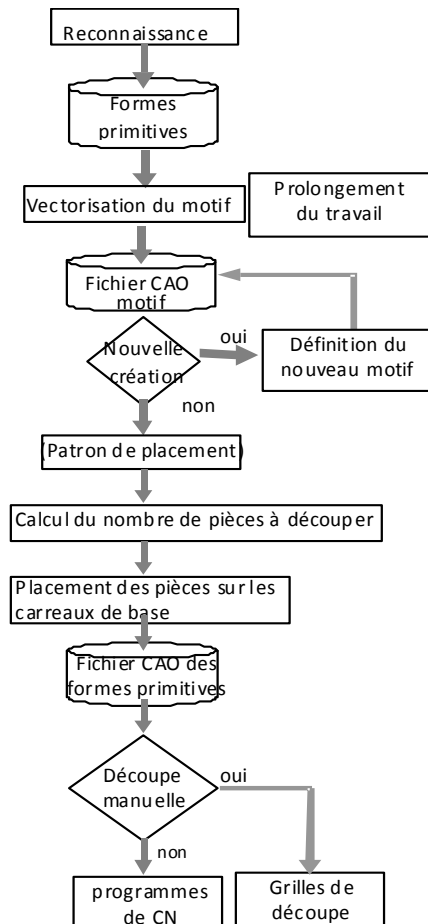 Reconnaissance
Formes
primitives
Vectorisation du motif
Prolongement
du travail
Fichier CAO
motif
Nouvelle
création
oui
Définition du
nouveau motif
non
(Patron de placement)
Calcul du nombre de pièces à découper
Placement des pièces sur les
carreaux de base
Fichier CAO des
formes primitives
Découpe
manuelle
oui
non
programmes
de CN
Grilles de
découpe